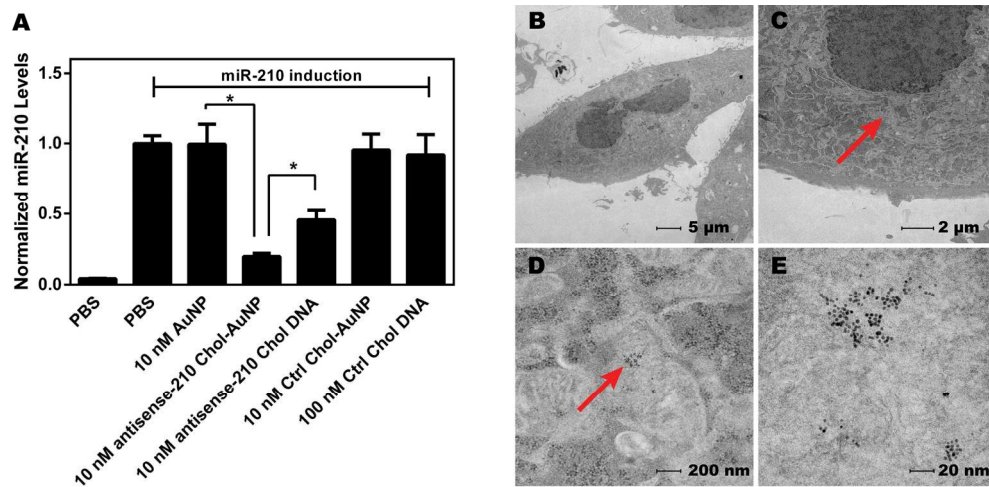 A
Normalized miR-210 Levels
1.5
1.0
0.5
0.0
miR-210 induction
*
*
PBS
PBS
10 nM AuNP
10 nM antisense-210 Chol-AuNP
10 nM antisense-210 Chol DNA
10 nM Ctrl Chol-AuNP
100 nM Ctrl Chol DNA
B
5 μm
C
2 μm
D
200 nm
E
20 nm